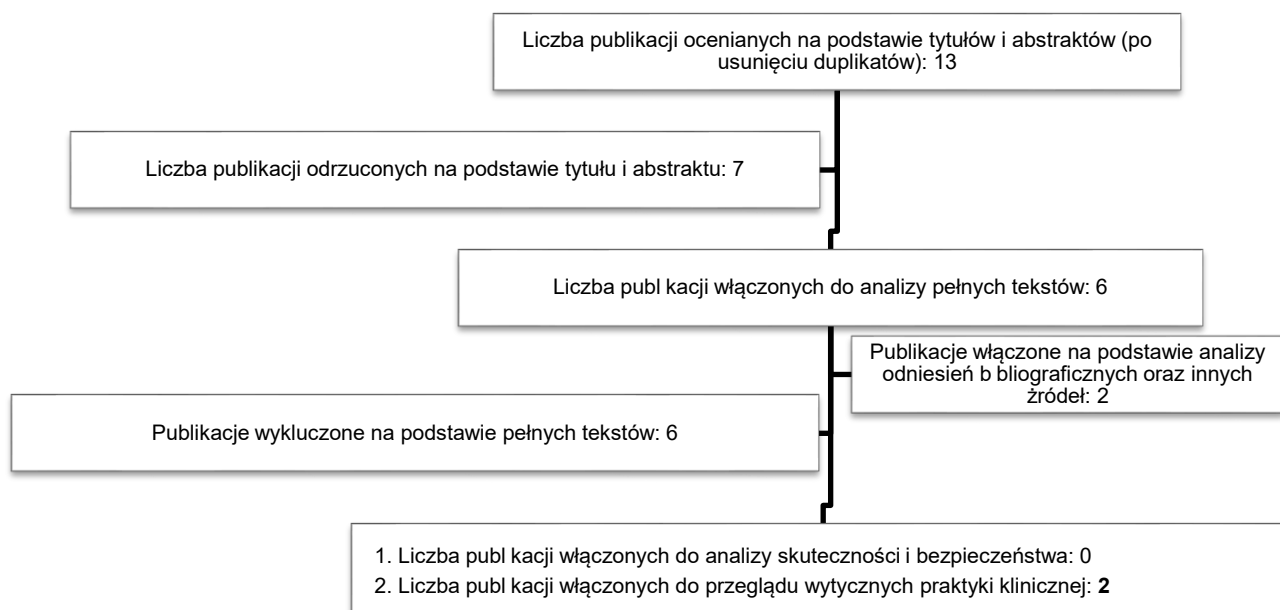 Liczba publikacji ocenianych na podstawie tytułów i abstraktów (po
usunięciu duplikatów): 13
Liczba publikacji odrzuconych na podstawie tytułu i abstraktu: 7
Liczba publ kacji włączonych do analizy pełnych tekstów: 6
Publikacje włączone na podstawie analizy
odniesień b bliograficznych oraz innych
żródeł: 2
Publikacje wykluczone na podstawie pełnych tekstów: 6
1. Liczba publ kacji włączonych do analizy skuteczności i bezpieczeństwa: 0
2. Liczba publ kacji włączonych do przeglądu wytycznych praktyki klinicznej: 2